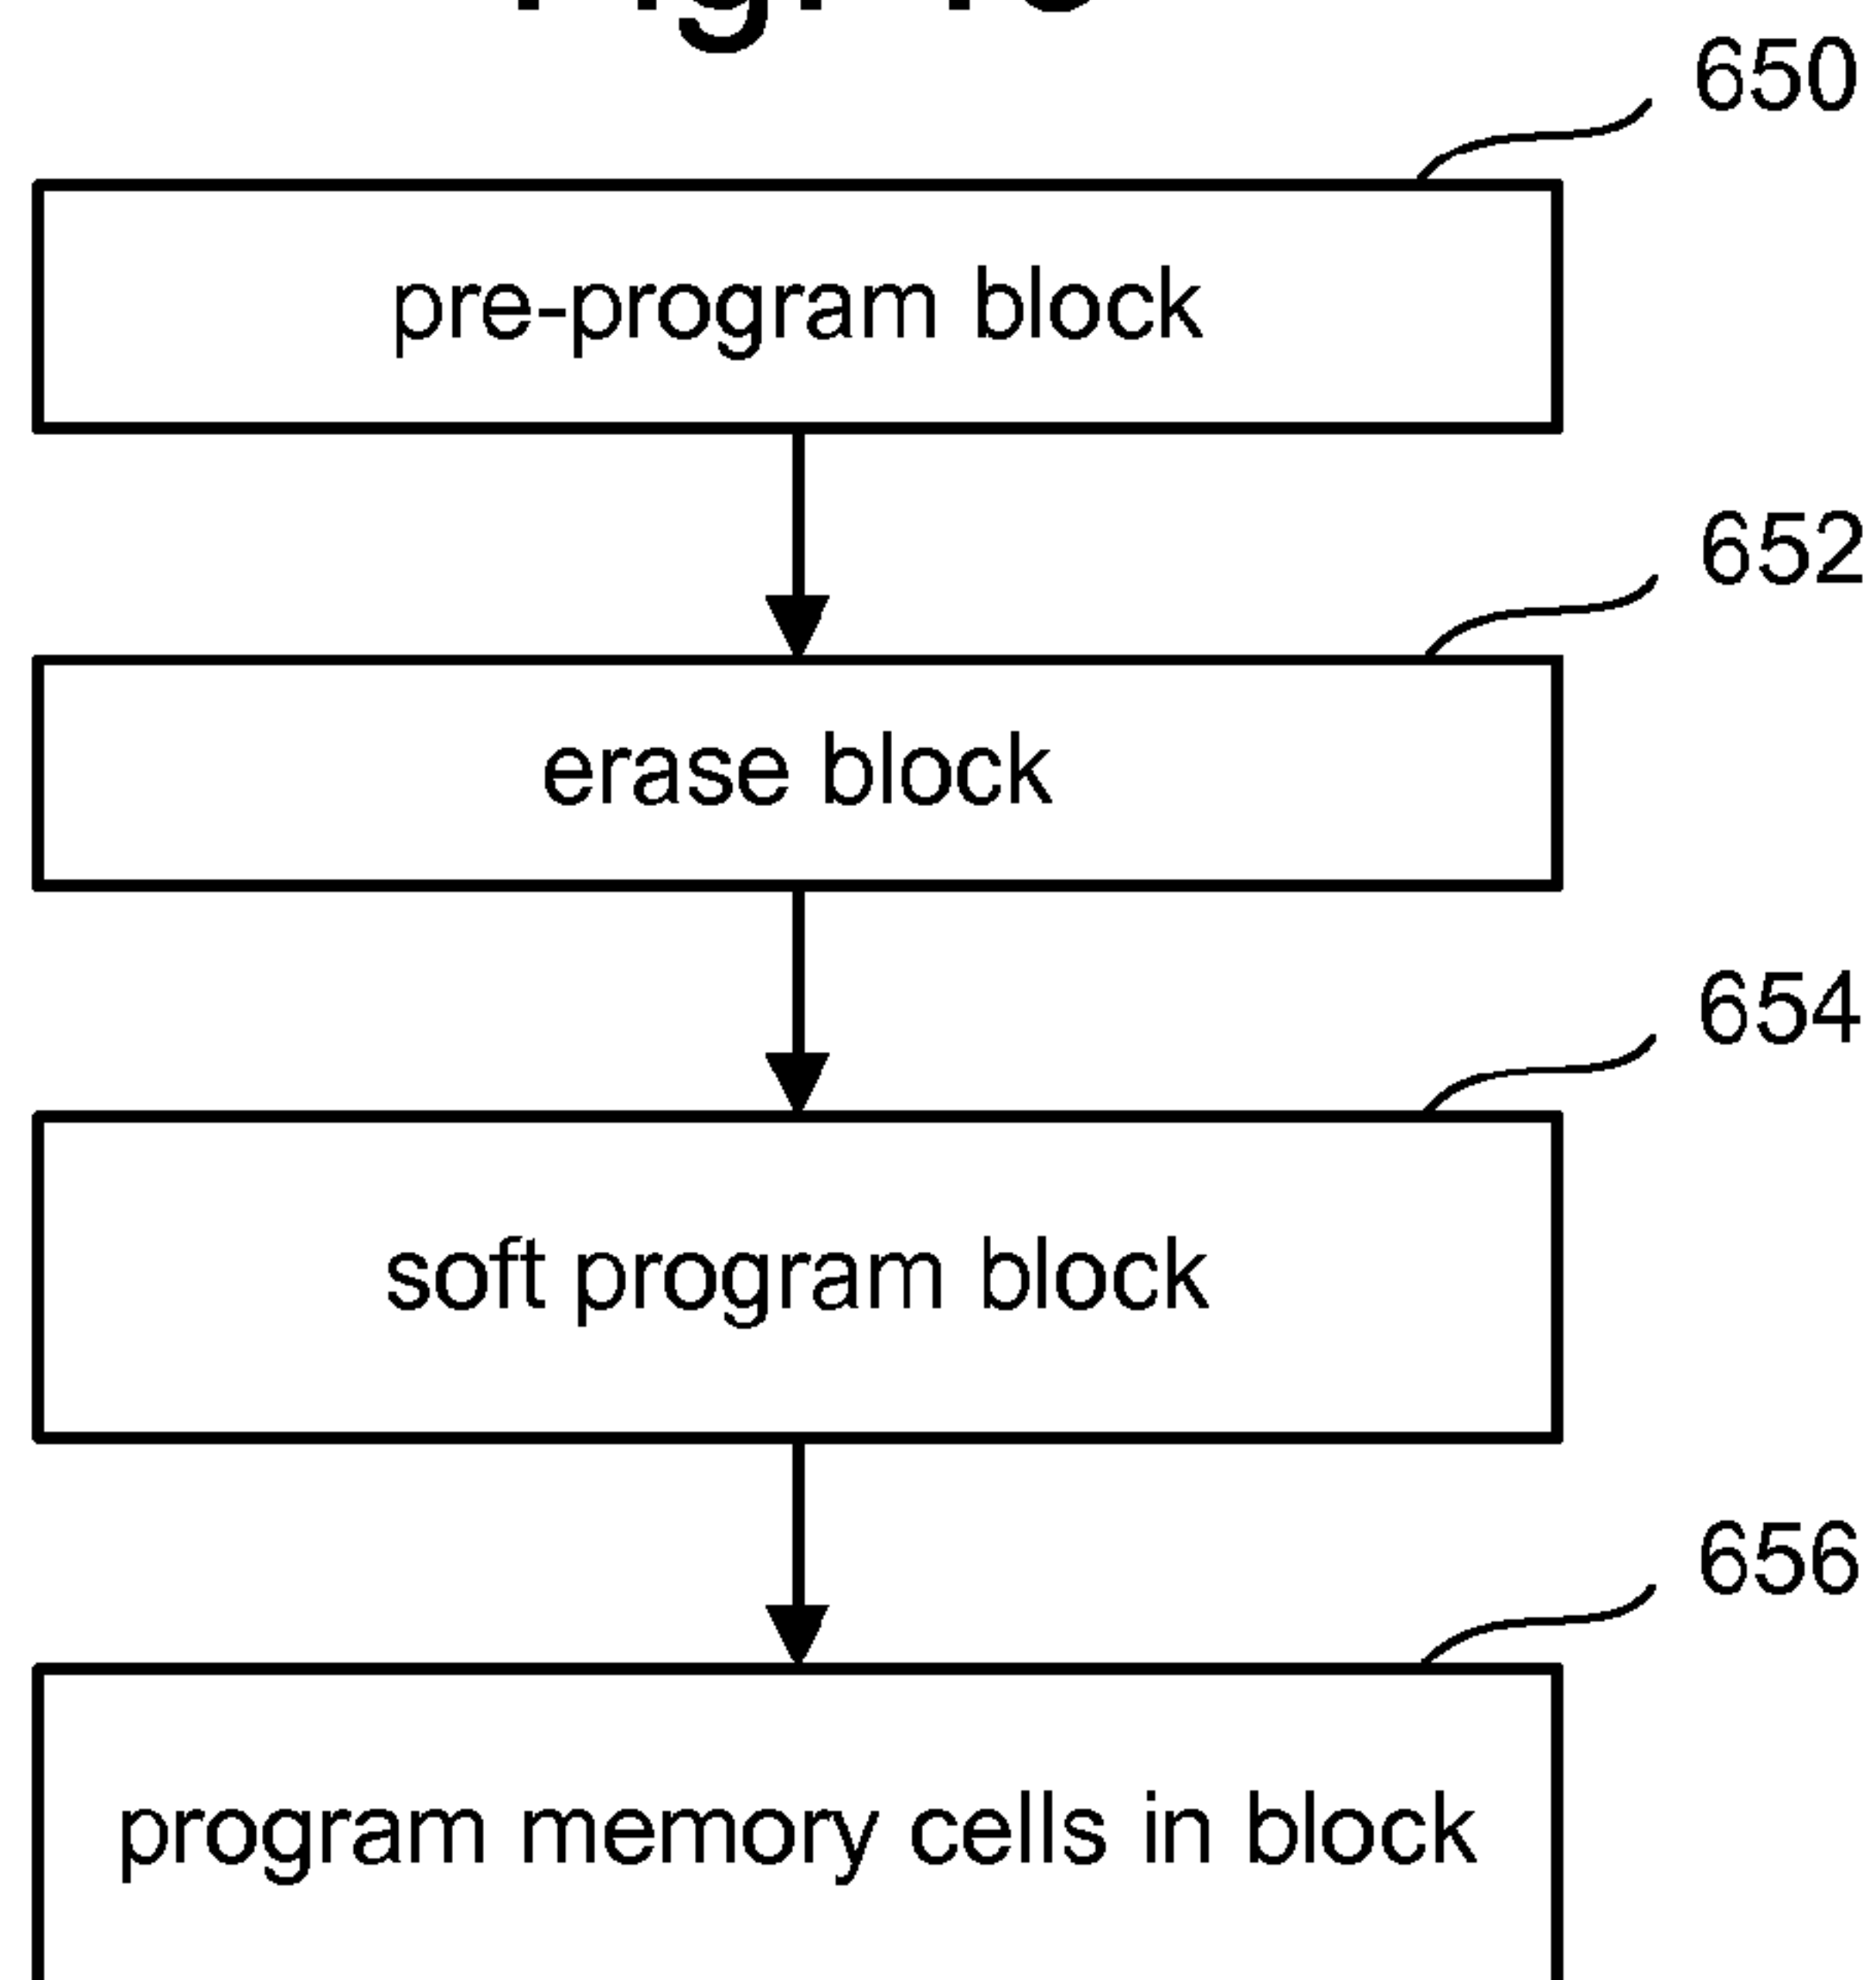 650
pre-program block
652
erase block
654
soft program block
656
program memory cells in block